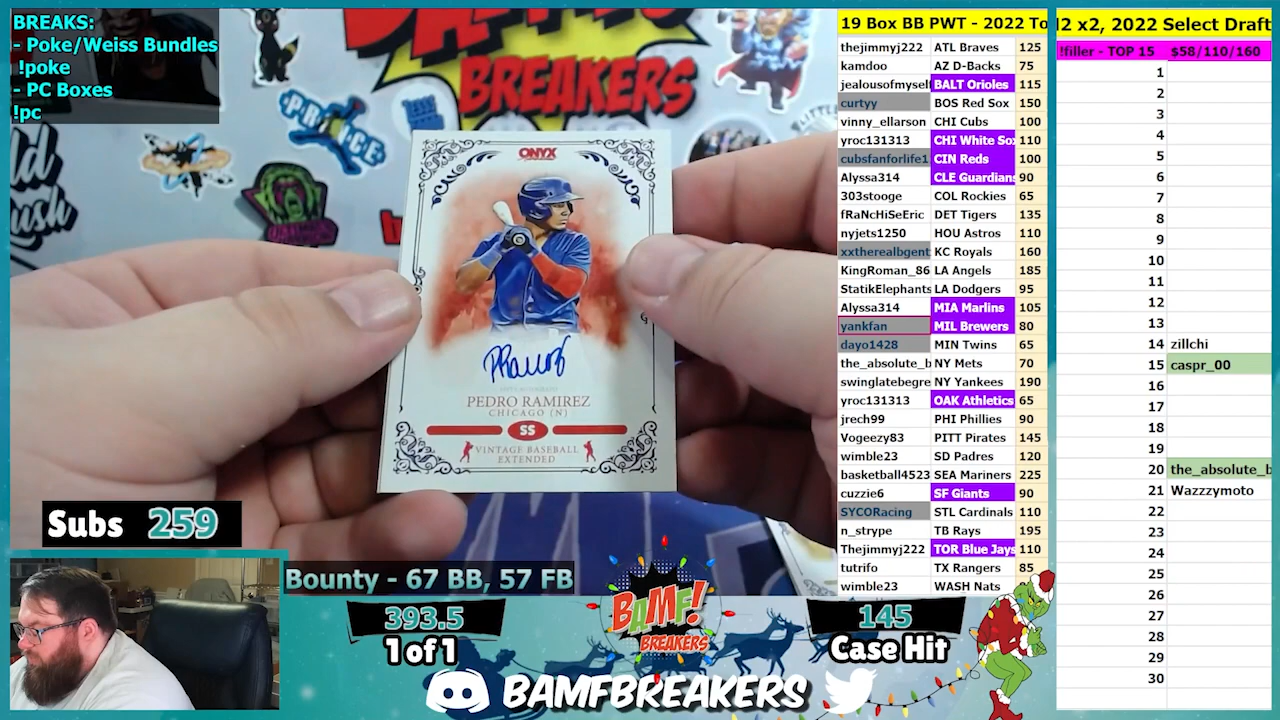 BREAKS:
- Poke/Weiss Bundles
!poke
- PC Boxes
!pc
BREAKERS
PRINCE
ONYX
PEDRO RAMIREZ
CHICAGO (N)
SS
VINTAGE BASEBALL
EXTENDED
Subs 259
Bounty - 67 BB, 57 FB
393.5
1 of 1
BAMF!
BREAKERS
145
Case Hit
BAMFBREAKERS
19 Box BB PWT - 2022 To
thejimmyj222 ATL Braves 125
kamdoo AZ D-Backs 75
jealousofmysel BALT Orioles 115
curtyy BOS Red Sox 150
vinny_ellarson CHI Cubs 100
yroc131313 CHI White Sox 110
cubsfanforlife1 CIN Reds 100
Alyssa314 CLE Guardians 90
303stooge COL Rockies 65
fRaNcHiSeEric DET Tigers 135
nyjets1250 HOU Astros 110
xxtherealbgent KC Royals 160
KingRoman_86 LA Angels 185
StatikElephants LA Dodgers 95
Alyssa314 MIA Marlins 105
yankfan MIL Brewers 80
dayo1428 MIN Twins 65
the_absolute_b NY Mets 70
swinglatebegre NY Yankees 190
yroc131313 OAK Athletics 65
jrech99 PHI Phillies 90
Vogeezy83 PITT Pirates 145
wimble23 SD Padres 120
basketball4523 SEA Mariners 225
cuzzie6 SF Giants 90
SYCORacing STL Cardinals 110
n_strype TB Rays 195
Thejimmyj222 TOR Blue Jays 110
tutrifo TX Rangers 85
wimble23 WASH Nats
12 x2, 2022 Select Draft
!filler - TOP 15 $58/110/160
1
2
3
4
5
6
7
8
9
10
11
12
13
14 zillchi
15 caspr_00
16
17
18
19
20 the_absolute_b
21 Wazzzymoto
22
23
24
25
26
27
28
29
30